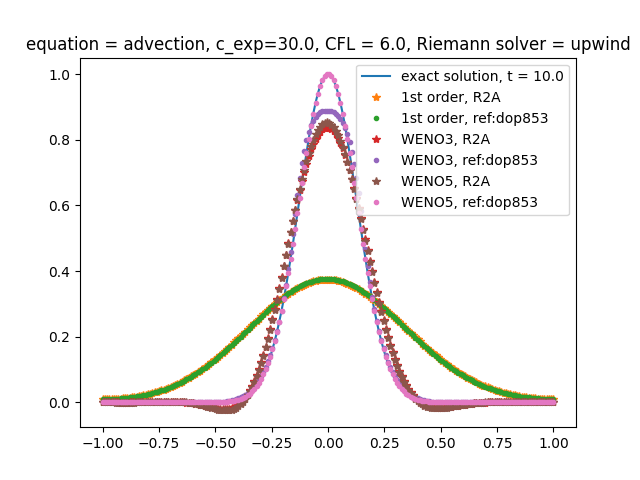 equation = advection, c_exp=30.0, CFL = 6.0, Riemann solver = upwind
exact solution, t = 10.0
1st order, R2A
1st order, ref:dop853
WENO3, R2A
WENO3, ref:dop853
WENO5, R2A
WENO5, ref:dop853
1.0
0.8
0.6
0.4
0.2
0.0
−1.00 −0.75 −0.50 −0.25 0.00 0.25 0.50 0.75 1.00